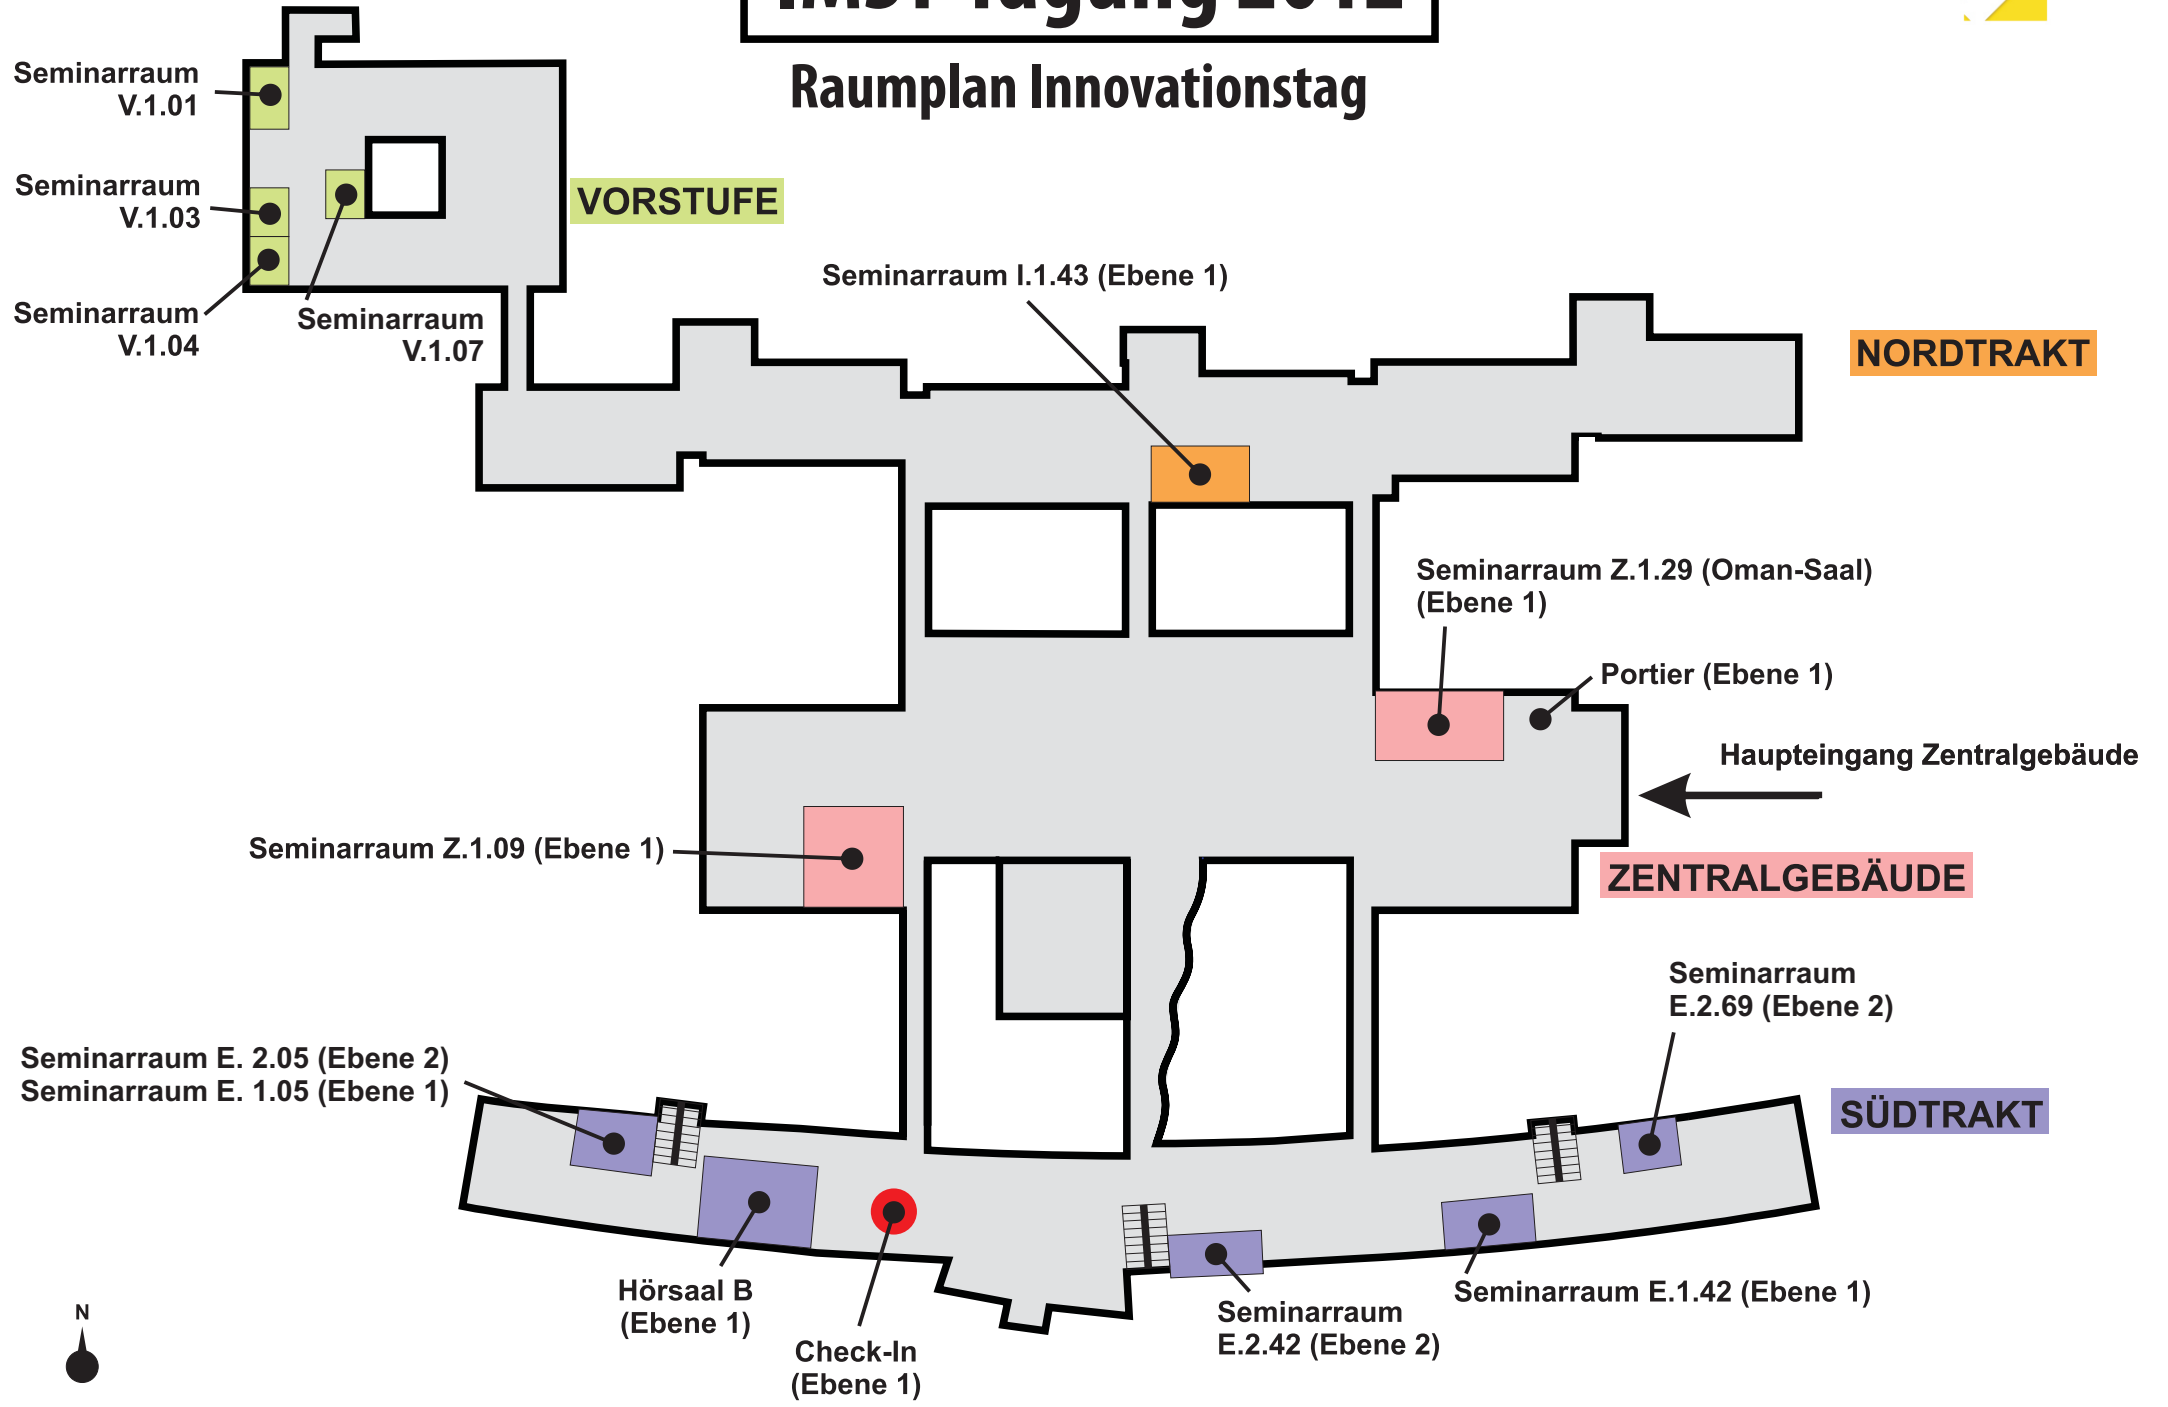 IMST-Tagung 2012
Raumplan Innovationstag
Seminarraum
V.1.01
Seminarraum
V.1.03
VORSTUFE
Seminarraum I.1.43 (Ebene 1)
Seminarraum
V.1.04
Seminarraum
V.1.07
NORDTRAKT
Seminarraum Z.1.29 (Oman-Saal)
(Ebene 1)
Portier (Ebene 1)
Haupteingang Zentralgebäude
Seminarraum Z.1.09 (Ebene 1)
ZENTRALGEBÄUDE
Seminarraum
E.2.69 (Ebene 2)
Seminarraum E. 2.05 (Ebene 2)
Seminarraum E. 1.05 (Ebene 1)
SÜDTRAKT
Hörsaal B
(Ebene 1)
Seminarraum E.1.42 (Ebene 1)
Seminarraum
E.2.42 (Ebene 2)
Check-In
(Ebene 1)
N